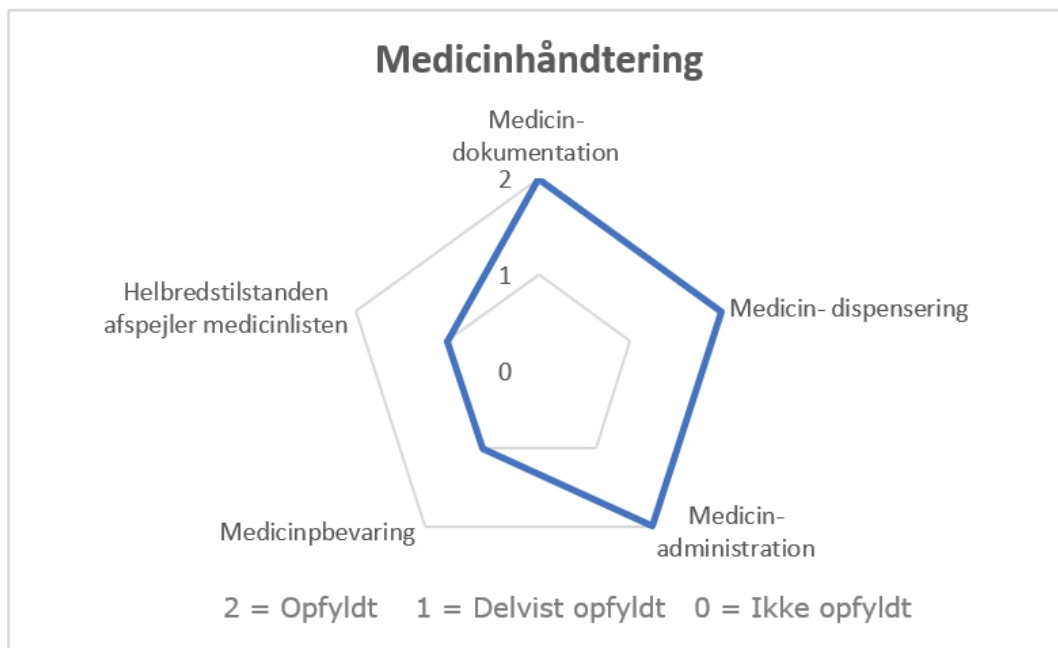 Medicinhåndtering
Medicin-
dokumentation
2
1
0
Helbredstilstanden
afspejler medicinlisten
Medicin- dispensering
Medicinpbevaring
Medicin-
administration
2 = Opfyldt 1 = Delvist opfyldt 0 = Ikke opfyldt